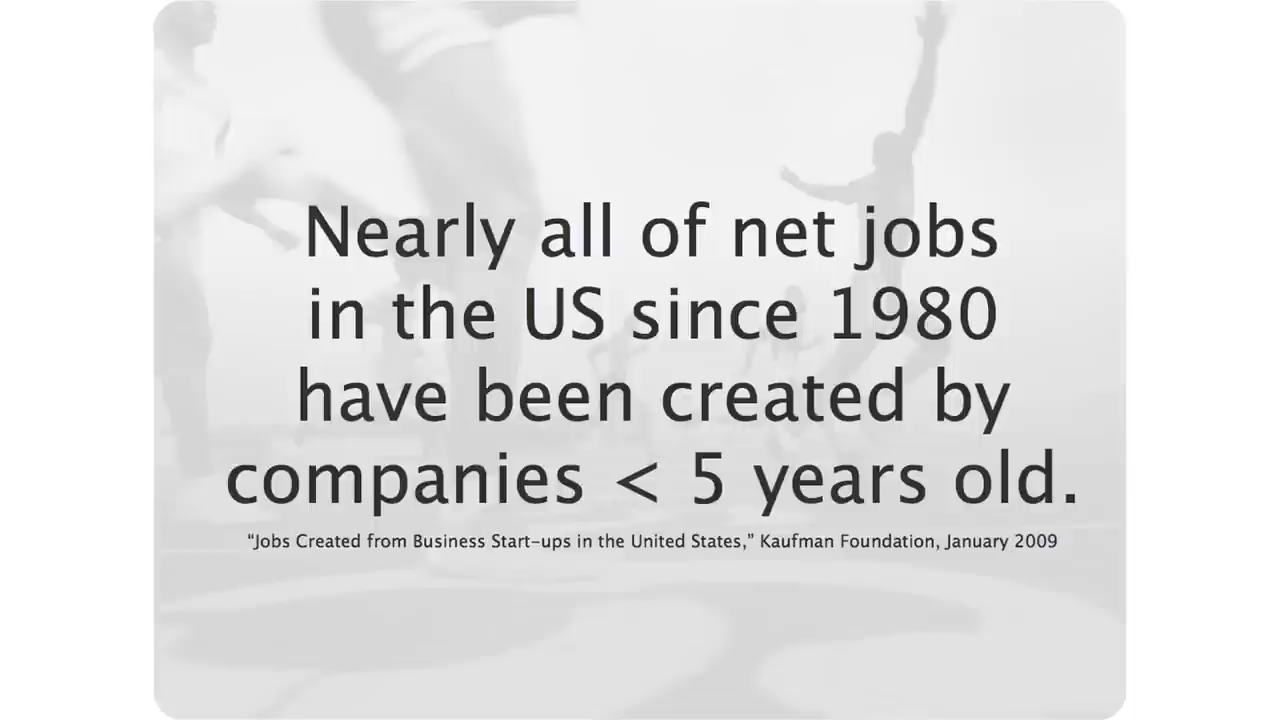 Nearly all of net jobs
in the US since 1980
have been created by
companies < 5 years old.
“Jobs Created from Business Start-ups in the United States,” Kaufman Foundation, January 2009